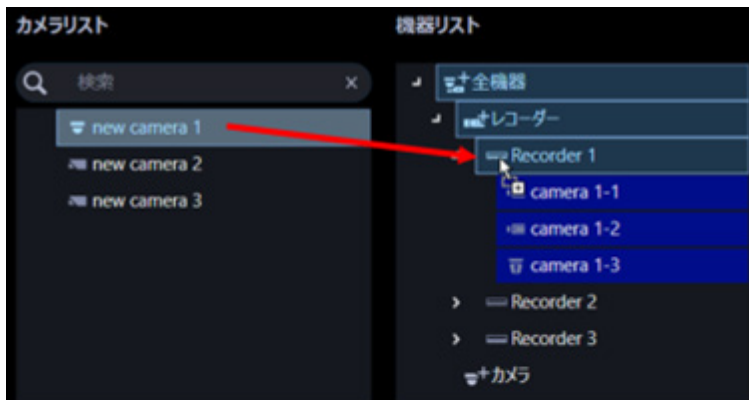 カメラリスト
検索
new camera 1
new camera 2
new camera 3
機器リスト
全機器
レコーダー
Recorder 1
camera 1-1
camera 1-2
camera 1-3
Recorder 2
Recorder 3
カメラ